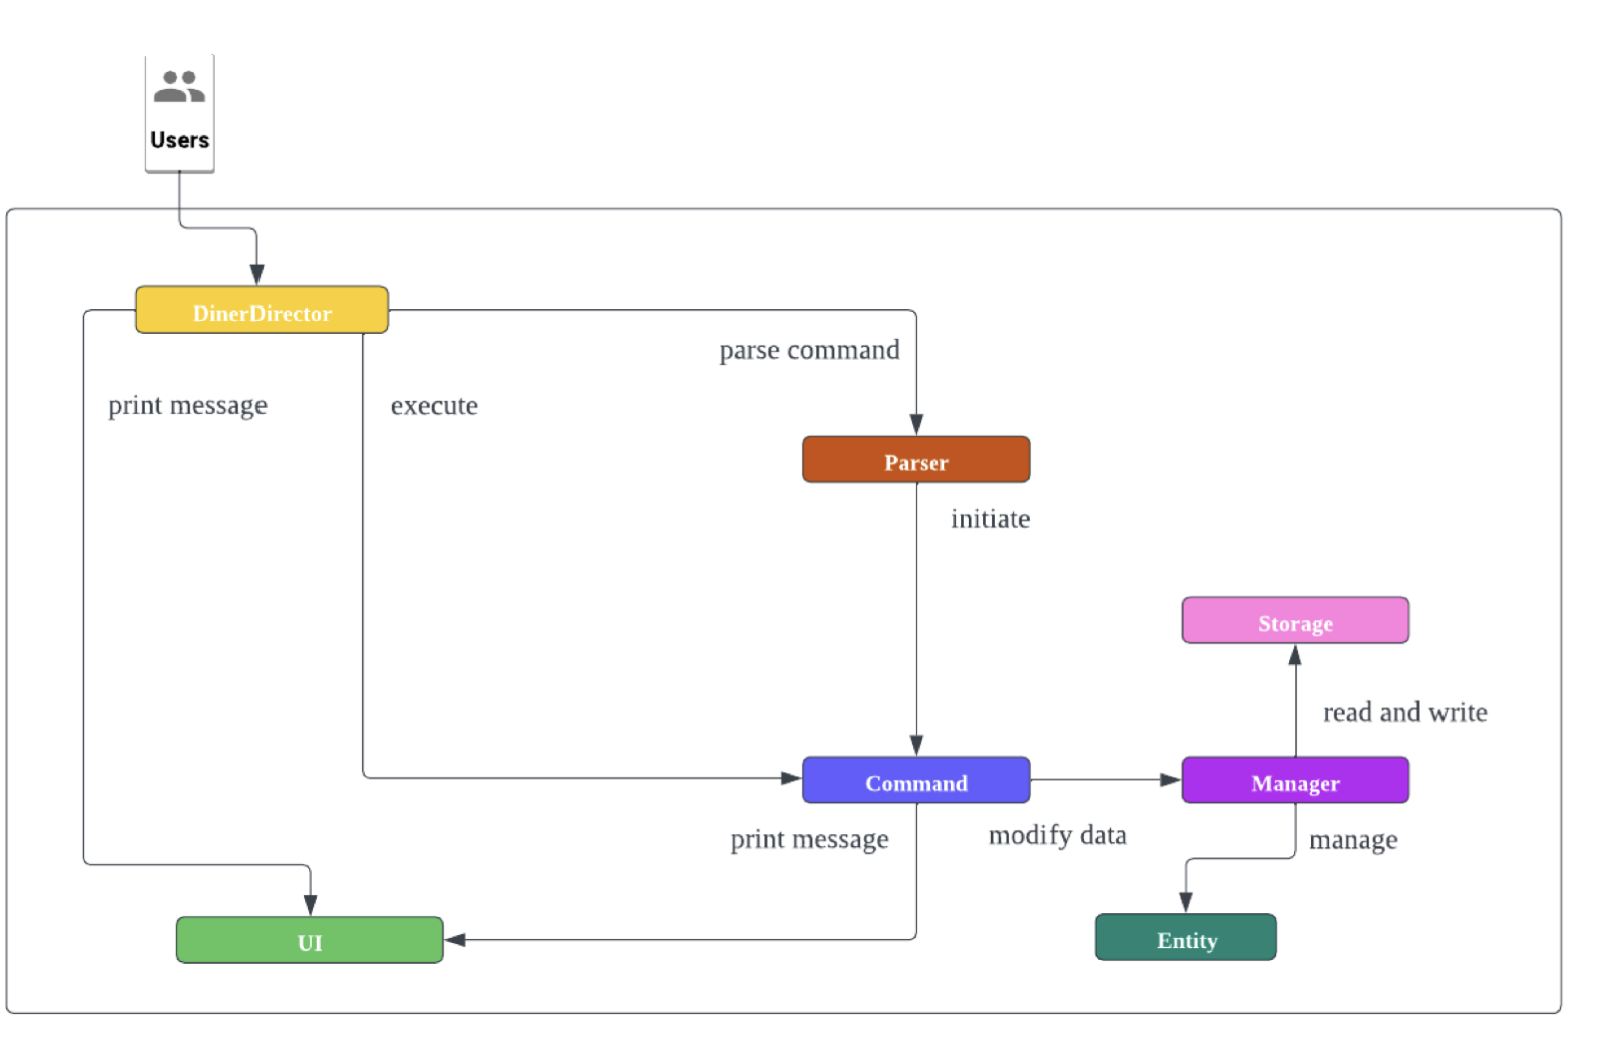 Users
DinerDirector
parse command
print message
execute
Parser
initiate
Storage
read and write
Command
Manager
print message
modify data
manage
UI
Entity